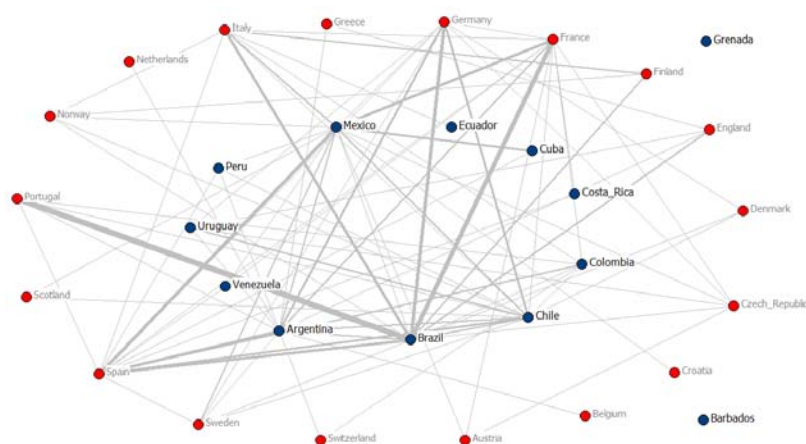 Italy
Greece
Germany
France
Grenada
Netherlands
Finland
Norway
Mexico
Ecuador
England
Cuba
Peru
Costa_Rica
Portugal
Denmark
Uruguay
Colombia
Venezuela
Scotland
Czech_Republic
Argentina
Brazil
Chile
Spain
Croatia
Sweden
Belgium
Barbados
Switzerland
Austria